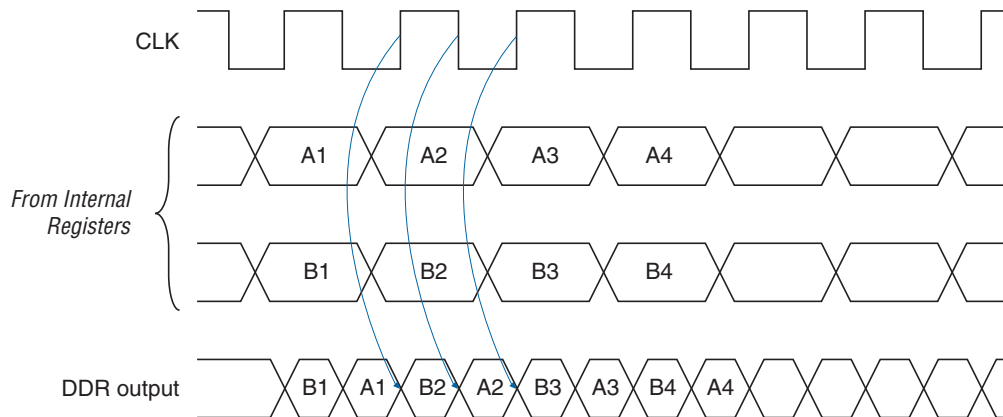 CLK
A1 A2 A3 A4
From Internal
Registers
B1 B2 B3 B4
DDR output B1 A1 B2 A2 B3 A3 B4 A4